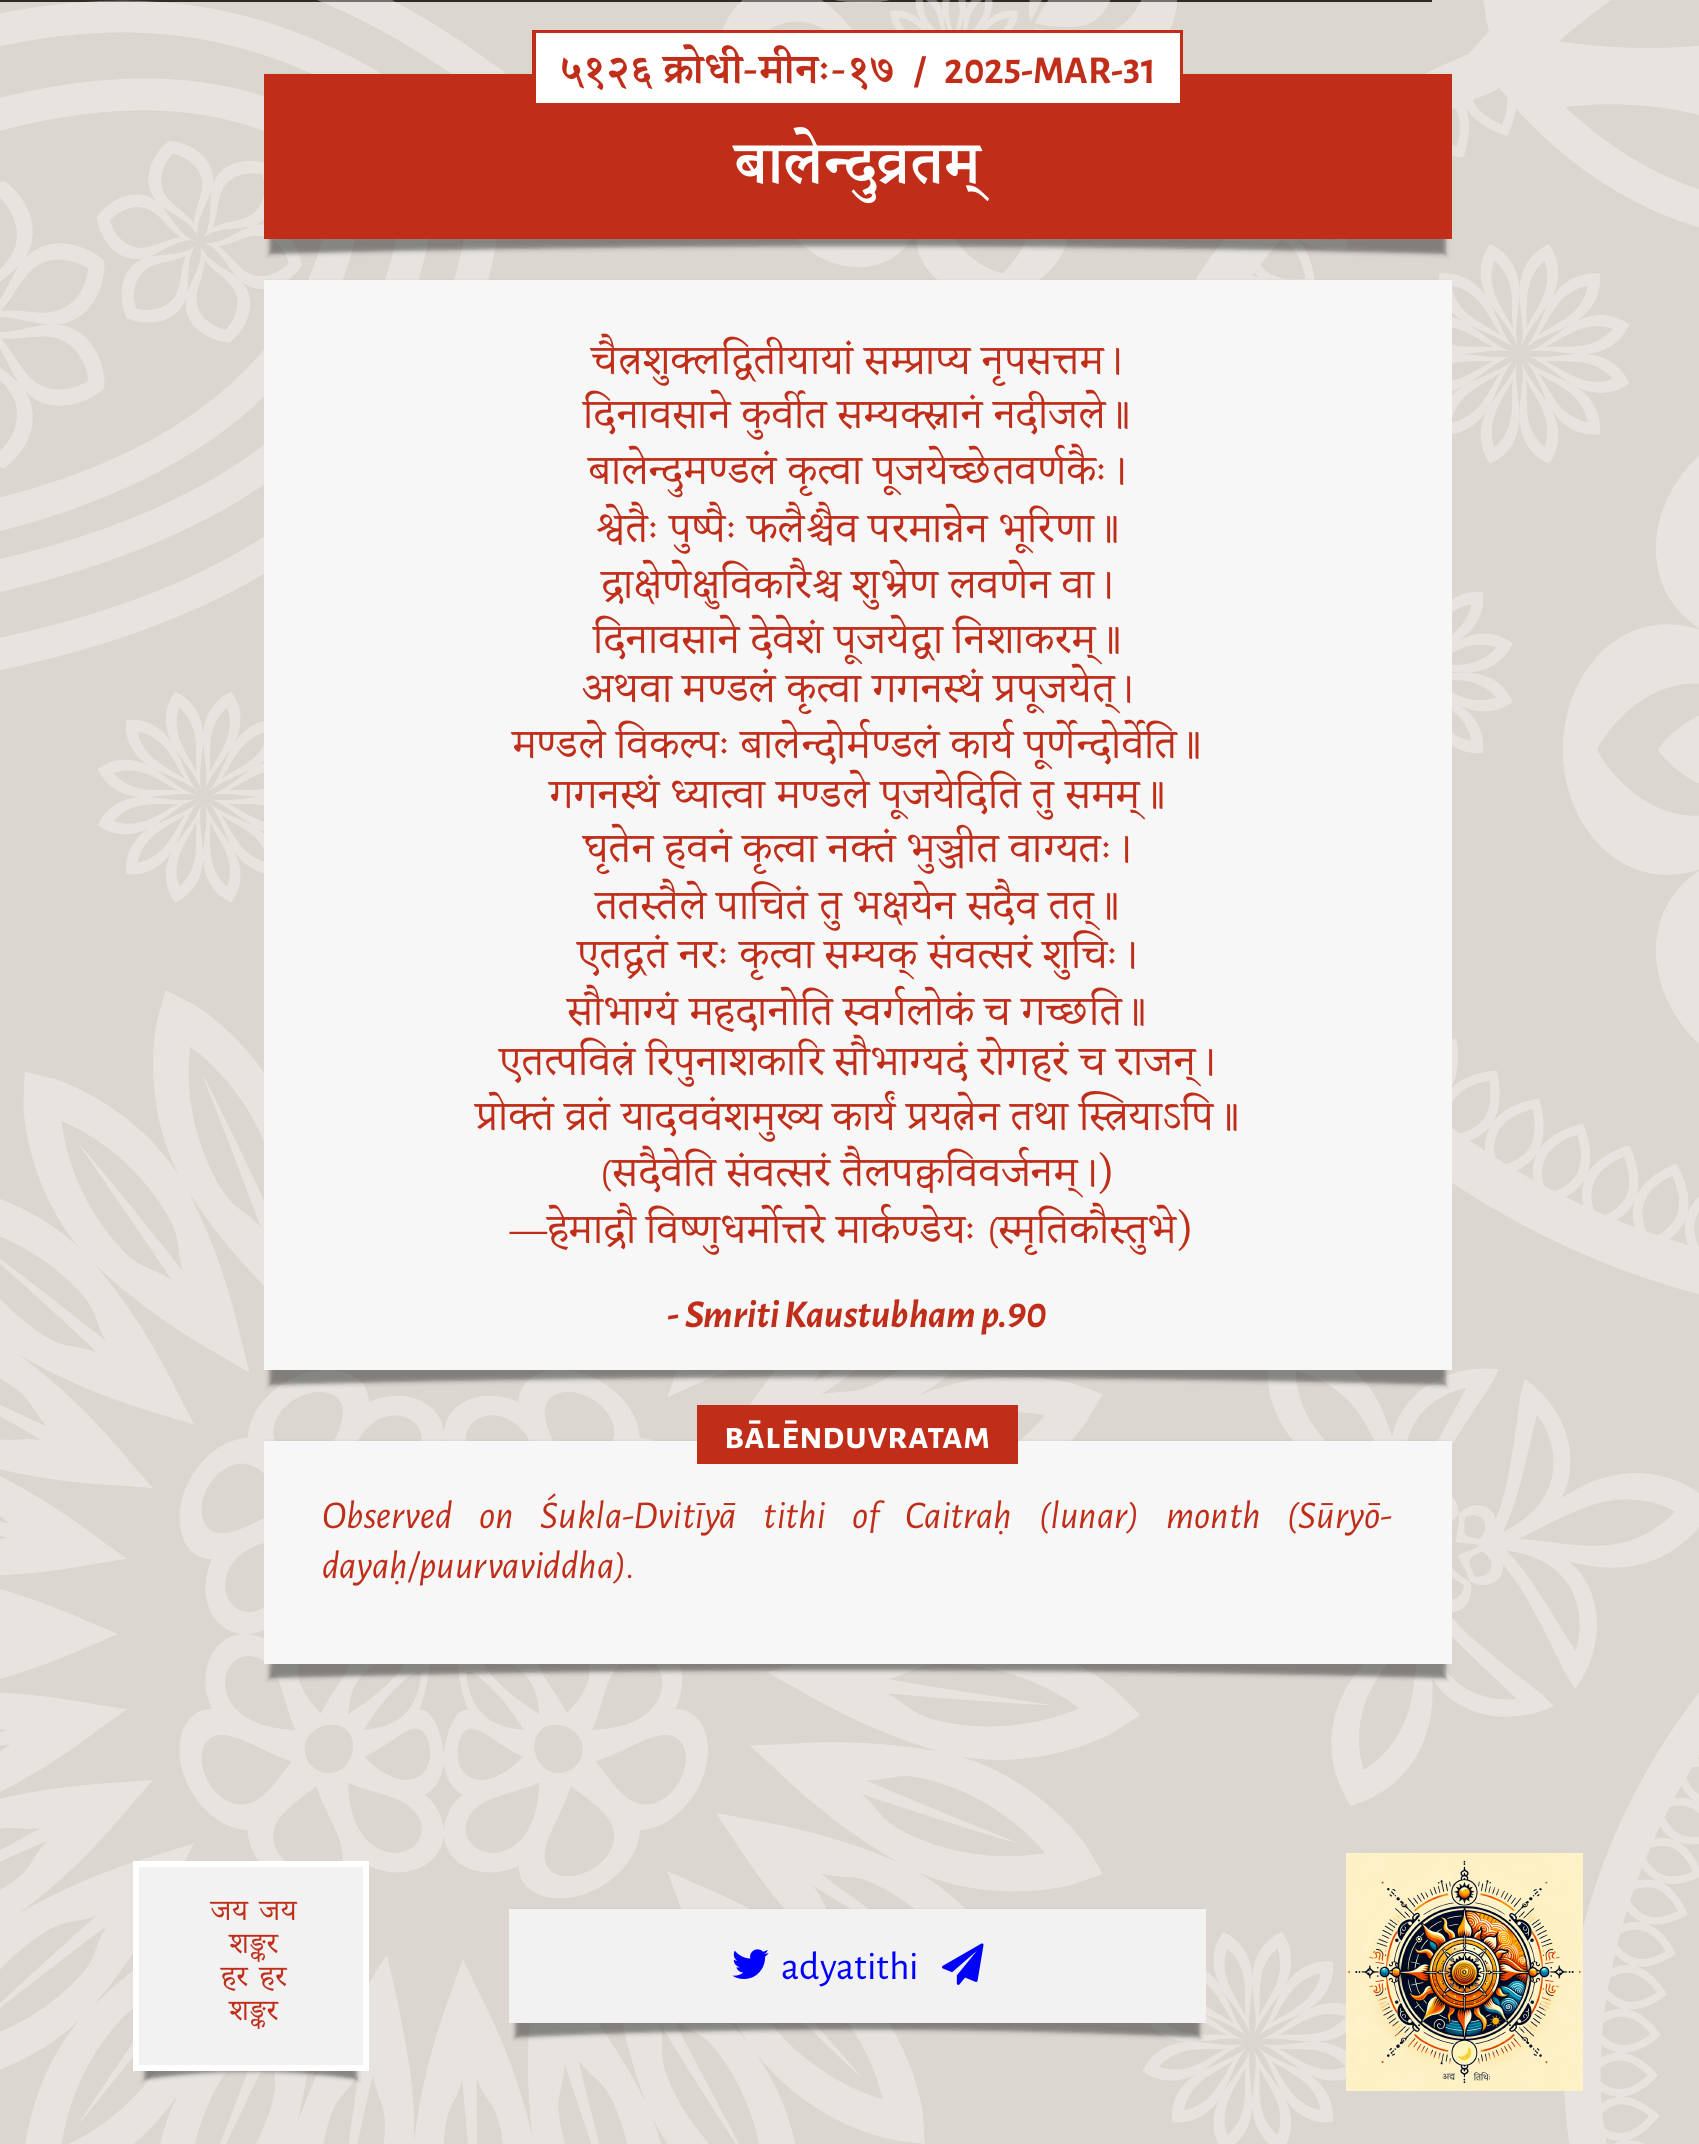 ५१२६ क्रोधी-मीनः-१७ / 2025-MAR-31
बालेन्दुव्रतम्
चैत्रशुक्लद्वितीयायां सम्प्राप्य नृपसत्तम।
दिनावसाने कुर्वीत सम्यक्स्नानं नदीजले॥
बालेन्दुमण्डलं कृत्वा पूजयेच्छेतवर्णकैः।
श्वेतैः पुष्पैः फलैश्चैव परमान्नेन भूरिणा॥
द्राक्षेणेक्षुविकारैश्च शुभ्रेण लवणेन वा।
दिनावसाने देवेशं पूजयेद्वा निशाकरम्॥
अथवा मण्डलं कृत्वा गगनस्थं प्रपूजयेत्।
मण्डले विकल्पः बालेन्दोर्मण्डलं कार्य पूर्णेन्दोर्वेति॥
गगनस्थं ध्यात्वा मण्डले पूजयेदिति तु समम्॥
घृतेन हवनं कृत्वा नक्तं भुञ्जीत वाग्यतः।
ततस्तैले पाचितं तु भक्षयेन सदैव तत्॥
एतद्व्रतं नरः कृत्वा सम्यक् संवत्सरं शुचिः।
सौभाग्यं महदानोति स्वर्गलोकं च गच्छति॥
एतत्पवित्रं रिपुनाशकारि सौभाग्यदं रोगहरं च राजन्।
प्रोक्तं व्रतं यादववंशमुख्य कार्यं प्रयत्नेन तथा स्त्रियाऽपि॥
(सदैवेति संवत्सरं तैलपक्वविवर्जनम्।)
—हेमाद्रौ विष्णुधर्मोत्तरे मार्कण्डेयः (स्मृतिकौस्तुभे)
- Smriti Kaustubham p.90
BĀLĒNDUVRATAM
Observed on Śukla-Dvitīyā tithi of Caitraḥ (lunar) month (Sūryō-
dayaḥ/puurvaviddha).
जय जय
शङ्कर
हर हर
शङ्कर
adyatithi
अद्य तिथिः